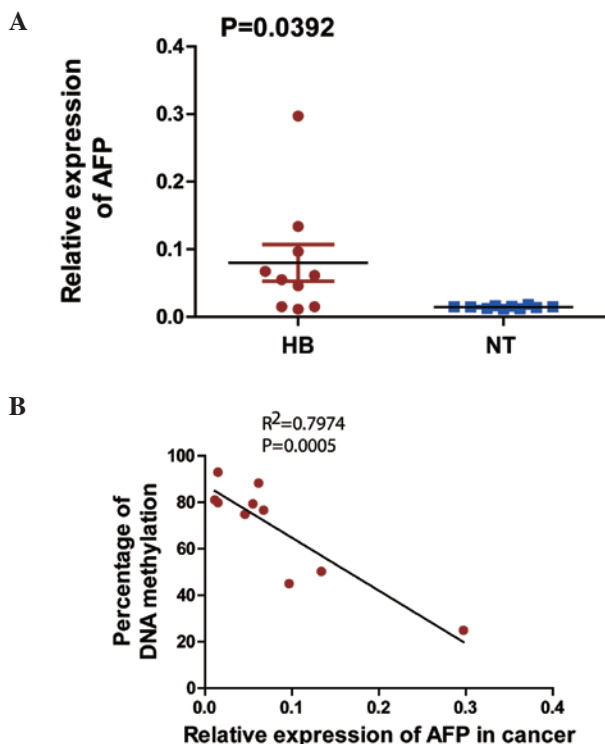 A
P=0.0392
Relative expression
of AFP
0.4
0.3
0.2
0.1
0.0
HB NT
B
R²=0.7974
P=0.0005
Percentage of
DNA methylation
100
80
60
40
20
0
0.0 0.1 0.2 0.3 0.4
Relative expression of AFP in cancer